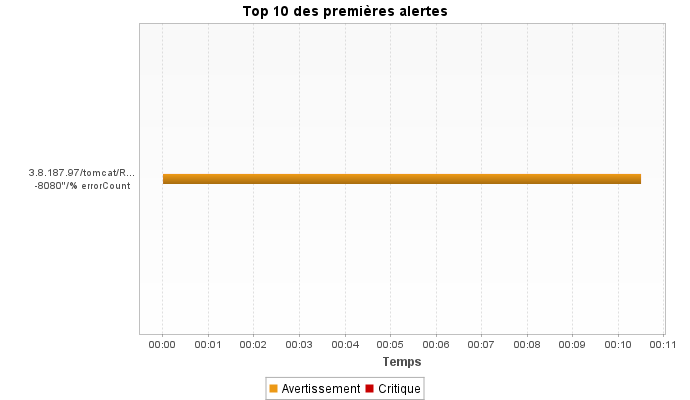 Top 10 des premières alertes
3.8.187.97/tomcat/R...
-8080"/% errorCount
00:00 00:01 00:02 00:03 00:04 00:05 00:06 00:07 00:08 00:09 00:10 00:11
Temps
Avertissement Critique